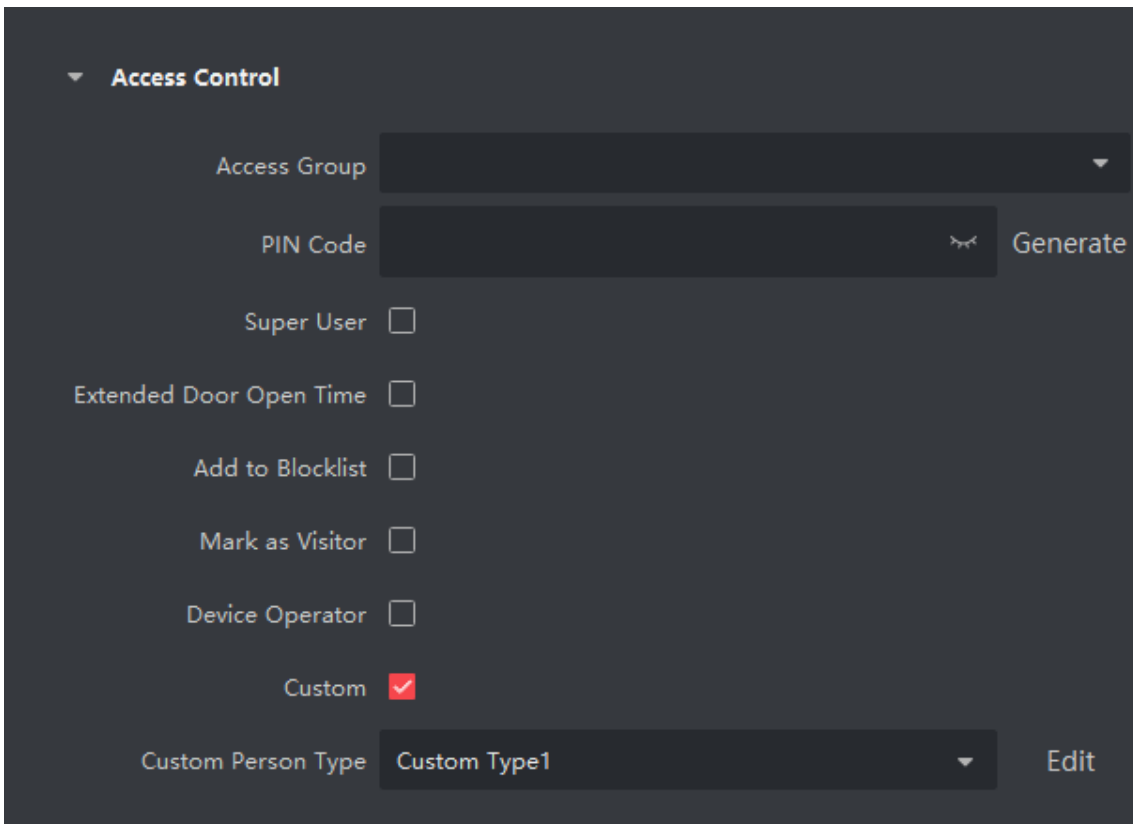 Access Control
Access Group
PIN Code Generate
Super User
Extended Door Open Time
Add to Blocklist
Mark as Visitor
Device Operator
Custom
Custom Person Type Custom Type1 Edit